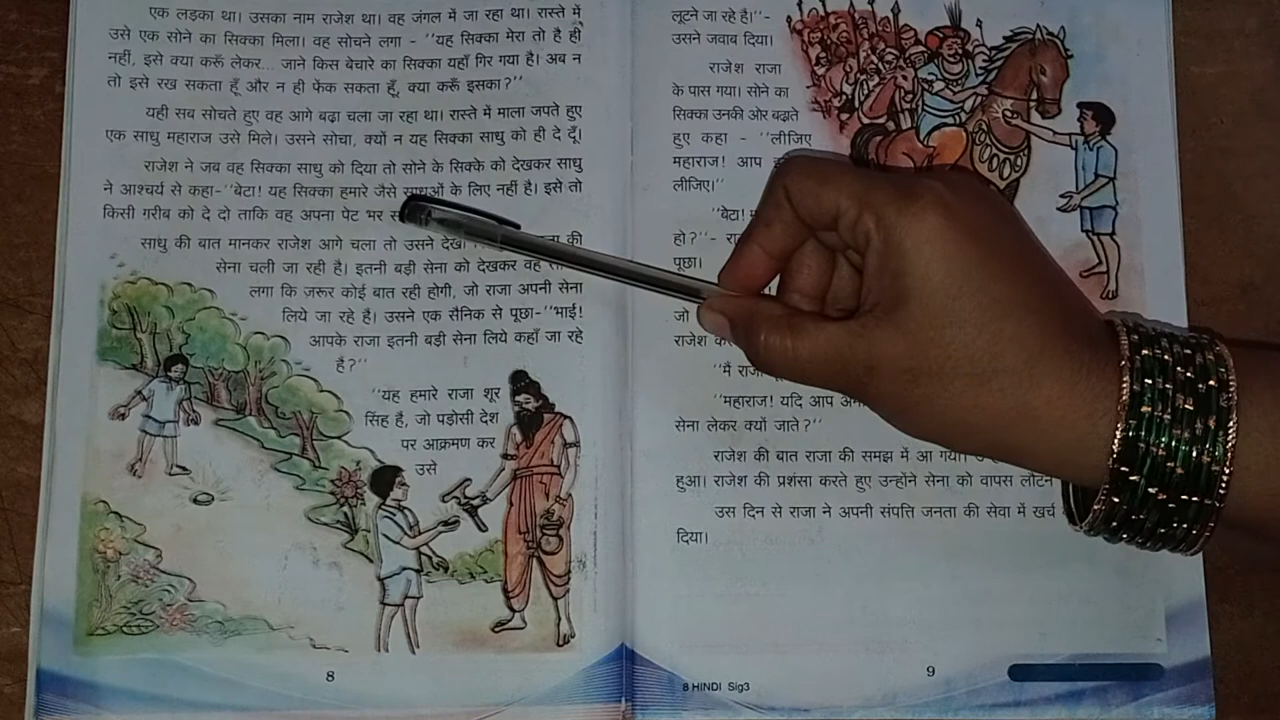 एक लड़का था। उसका नाम राजेश था। वह जंगल में जा रहा था। रास्ते में
उसे एक सोने का सिक्का मिला। वह सोचने लगा - "यह सिक्का मेरा तो है ही
नहीं, इसे क्या करूँ लेकर... जाने किस बेचारे का सिक्का यहाँ गिर गया है। अब न
तो इसे रख सकता हूँ और न ही फेंक सकता हूँ, क्या करूँ इसका?"
यही सब सोचते हुए वह आगे बढ़ा चला जा रहा था। रास्ते में माला जपते हुए
एक साधु महाराज उसे मिले। उसने सोचा, क्यों न यह सिक्का साधु को ही दे दूँ।
राजेश ने जब वह सिक्का साधु को दिया तो सोने के सिक्के को देखकर साधु
ने आश्चर्य से कहा-"बेटा! यह सिक्का हमारे जैसे साधुओं के लिए नहीं है। इसे तो
किसी गरीब को दे दो ताकि वह अपना पेट भर
साधु की बात मानकर राजेश आगे चला तो उसने देखा की
सेना चली जा रही है। इतनी बड़ी सेना को देखकर वह
लगा कि ज़रूर कोई बात रही होगी, जो राजा अपनी सेना
लिये जा रहे हैं। उसने एक सैनिक से पूछा-"भाई!
आपके राजा इतनी बड़ी सेना लिये कहाँ जा रहे
हैं?"
"यह हमारे राजा शूर
सिंह है, जो पड़ोसी देश
पर आक्रमण कर
उसे
8
लूटने जा रहे है।"-
उसने जवाब दिया।
राजेश राजा
के पास गया। सोने का
सिक्का उनकी ओर बढ़ाते
हुए कहा - "लीजिए
महाराज! आप
लीजिए।"
"बेटा!
हो?"-
पूछा।
जो
राजेश
"मैं
"महाराज! यदि आप
सेना लेकर क्यों जाते?"
राजेश की बात राजा की समझ में आ गयी।
हुआ। राजेश की प्रशंसा करते हुए उन्होंने सेना को वापस लौटने
उस दिन से राजा ने अपनी संपत्ति जनता की सेवा में खर्च
दिया।
9
8 HINDI Sig3